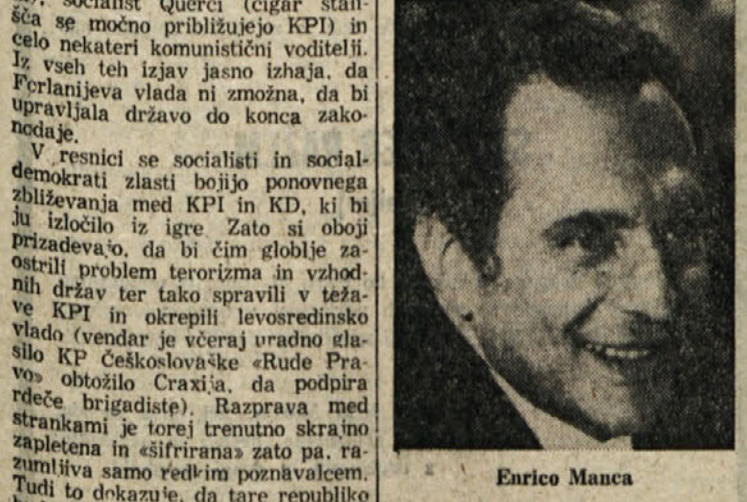 socialist Querci (cigar stali-
šča se močno približujejo KPI) in
celo nekateri komunistični voditelji.
Iz vseh teh izjav jasno izhaja, da
Forlanijeva vlada ni zmožna, da bi
upravljala državo do konca zako-
nodaje.
V resnici se socialisti in social-
demokrati zlasti bojijo ponovnega
zbliževanja med KPI in KD, ki bi
ju izločilo iz igre. Zato si oboji
prizadevajo, da bi čim globlje za-
ostrili problem terorizma in vzhod-
nih držav ter tako spravili v teža-
ve KPI in okrepili levosredinsko
vlado (vendar je včeraj uradno gla-
silo KP Češkoslovaške «Rude Pra-
vo» obtožilo Craxija, da podpira
rdeče brigadiste). Razprava med
strankami je torej trenutno skrajno
zapletena in «šifrirana» zato pa, ra-
zumljiva samo redkim poznavalcem.
Tudi to dokazuje, da tare republiko
Enrico Manca